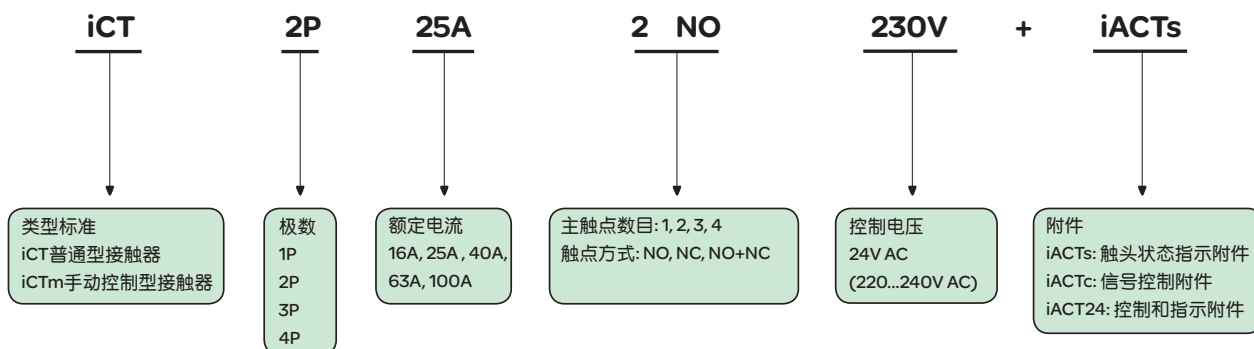 iCT 2P 25A 2 NO 230V + iACTs
类型标准
iCT普通型接触器
iCTm手动控制型接触器
极数
1P
2P
3P
4P
额定电流
16A, 25A , 40A,
63A, 100A
主触点数目: 1, 2, 3, 4
触点方式: NO, NC, NO+NC
控制电压
24V AC
(220...240V AC)
附件
iACTs: 触头状态指示附件
iACTc: 信号控制附件
iACT24: 控制和指示附件